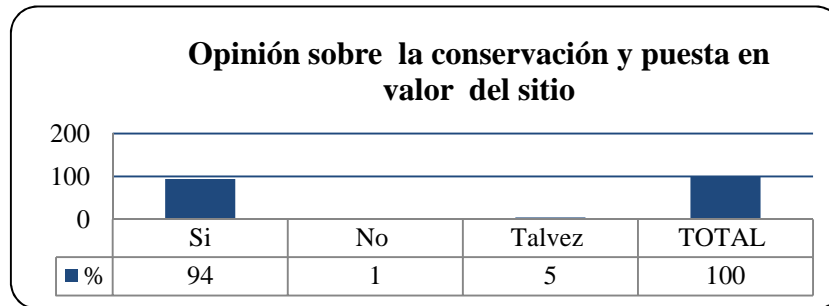 Opinión sobre la conservación y puesta en
valor del sitio
200
100
0
Si No Talvez TOTAL
% 94 1 5 100